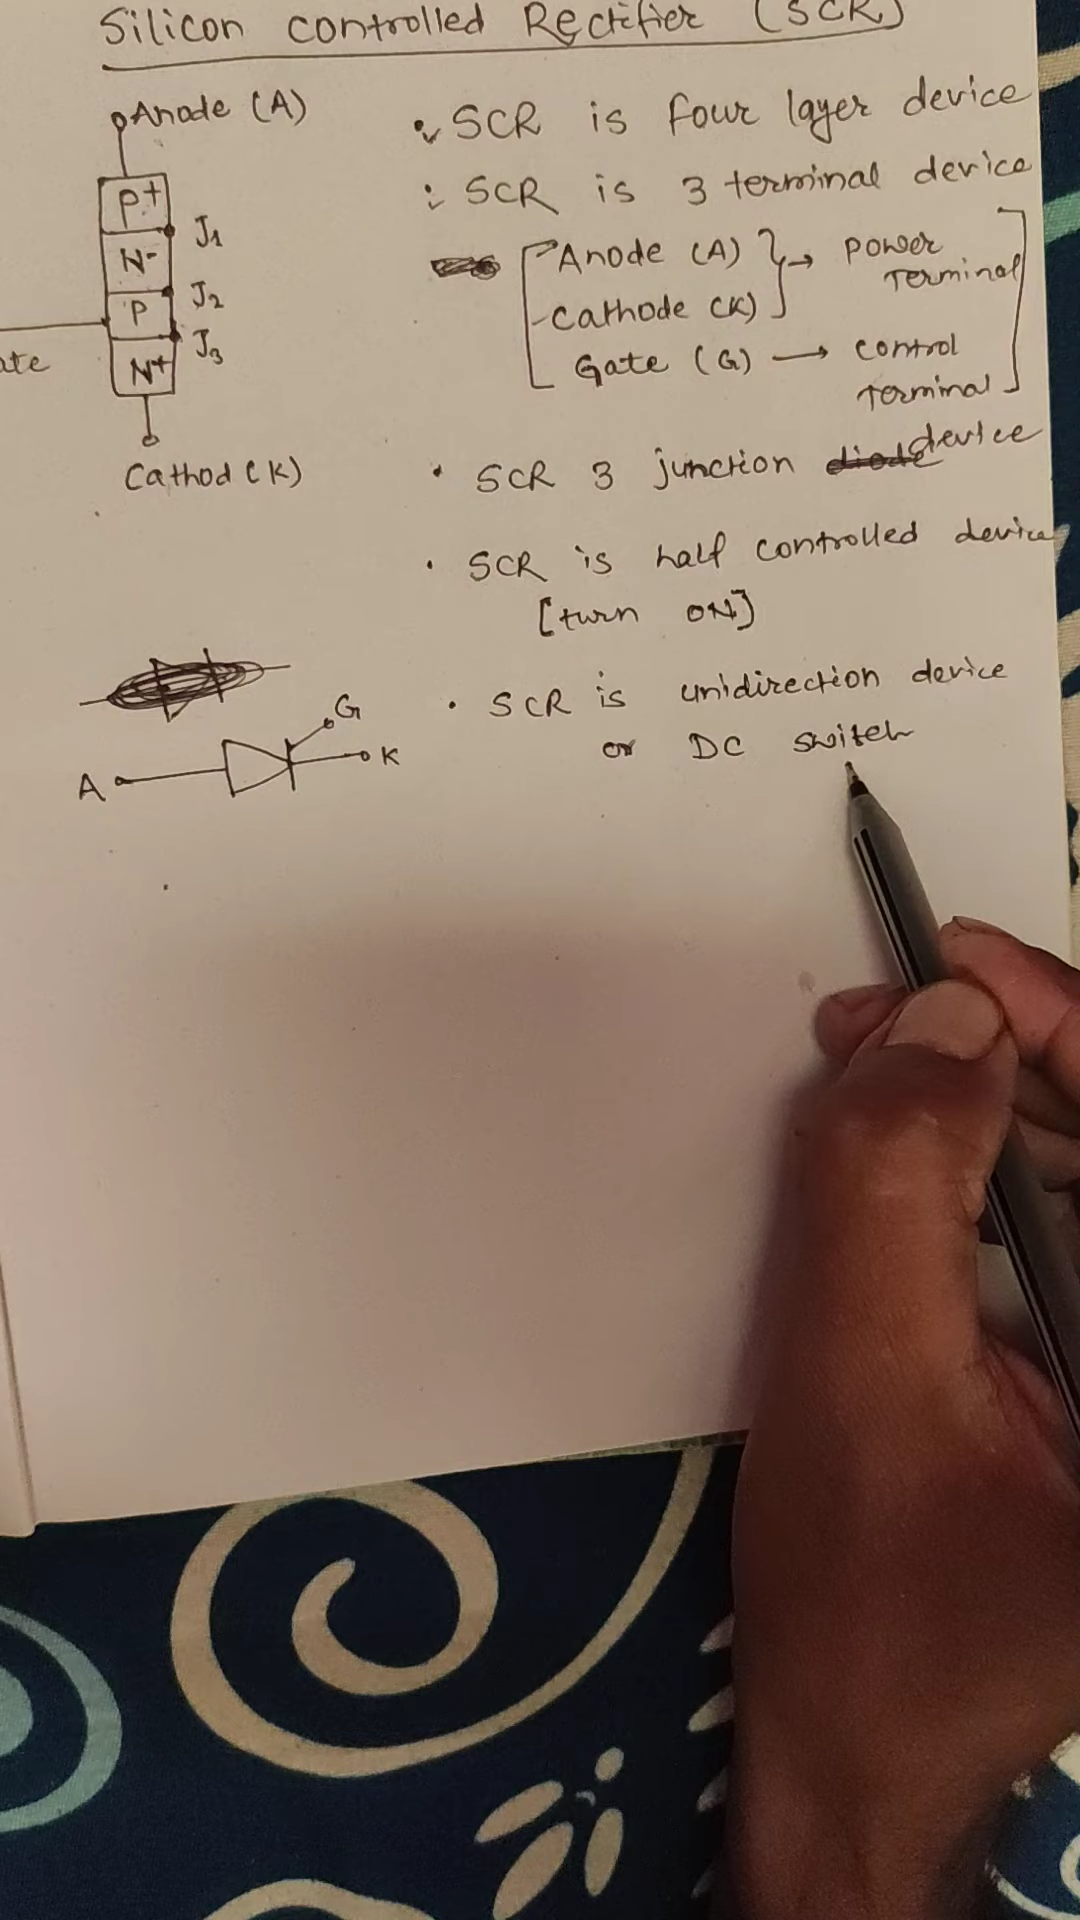 Silicon controlled Rectifier (SCR)
Anode (A)
P+
J1
N-
J2
P
J3
ate
N+
Cathod (K)
G
A
K
SCR is four layer device
SCR is 3 terminal device
Anode (A) → power terminal
Cathode (K)
Gate (G) → control terminal
SCR 3 junction device
SCR is half controlled device
[turn ON]
SCR is unidirection device
or DC switch